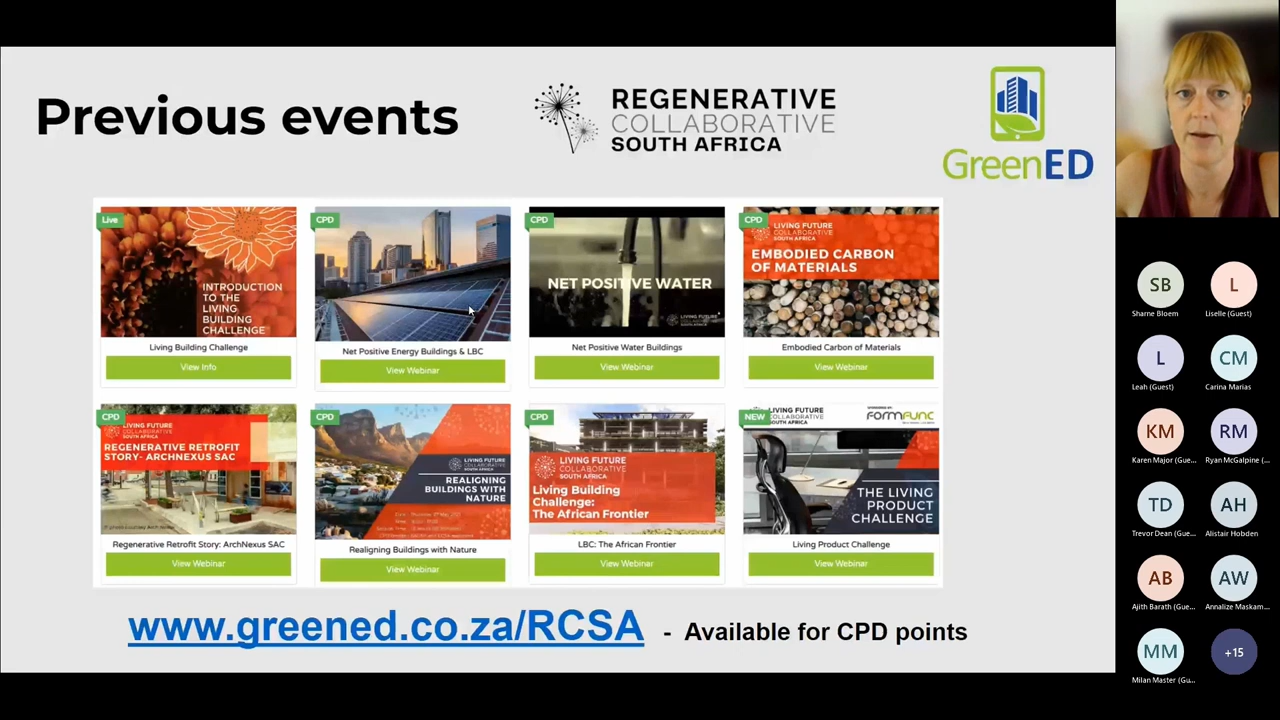 Previous events
REGENERATIVE
COLLABORATIVE
SOUTH AFRICA
GreenED
Live
INTRODUCTION
TO THE
LIVING
BUILDING
CHALLENGE
Living Building Challenge
View Info
CPD
Net Positive Energy Buildings & LBC
View Webinar
CPD
NET POSITIVE WATER
Net Positive Water Buildings
View Webinar
CPD
LIVING FUTURE
COLLABORATIVE
SOUTH AFRICA
EMBODIED CARBON
OF MATERIALS
Embodied Carbon of Materials
View Webinar
CPD
LIVING FUTURE
COLLABORATIVE
SOUTH AFRICA
REGENERATIVE RETROFIT
STORY- ARCHNEXUS SAC
Regenerative Retrofit Story: ArchNexus SAC
View Webinar
CPD
LIVING FUTURE
COLLABORATIVE
SOUTH AFRICA
REALIGNING
BUILDINGS WITH
NATURE
Realigning Buildings with Nature
View Webinar
CPD
LIVING FUTURE
COLLABORATIVE
SOUTH AFRICA
Living Building
Challenge:
The African Frontier
LBC: The African Frontier
View Webinar
NEW
LIVING FUTURE
COLLABORATIVE
SOUTH AFRICA
FORMFUNC
THE LIVING
PRODUCT
CHALLENGE
Living Product Challenge
View Webinar
www.greened.co.za/RCSA - Available for CPD points
SB
L
Sharne Bloem
Liselle (Guest)
L
CM
Leah (Guest)
Carina Marias
KM
RM
Karen Major (Gue...
Ryan McGalpine (...
TD
AH
Trevor Dean (Gue...
Alistair Hobden
AB
AW
Ajith Barath (Gue...
Annalize Maskam...
MM
+15
Milan Master (Gu...